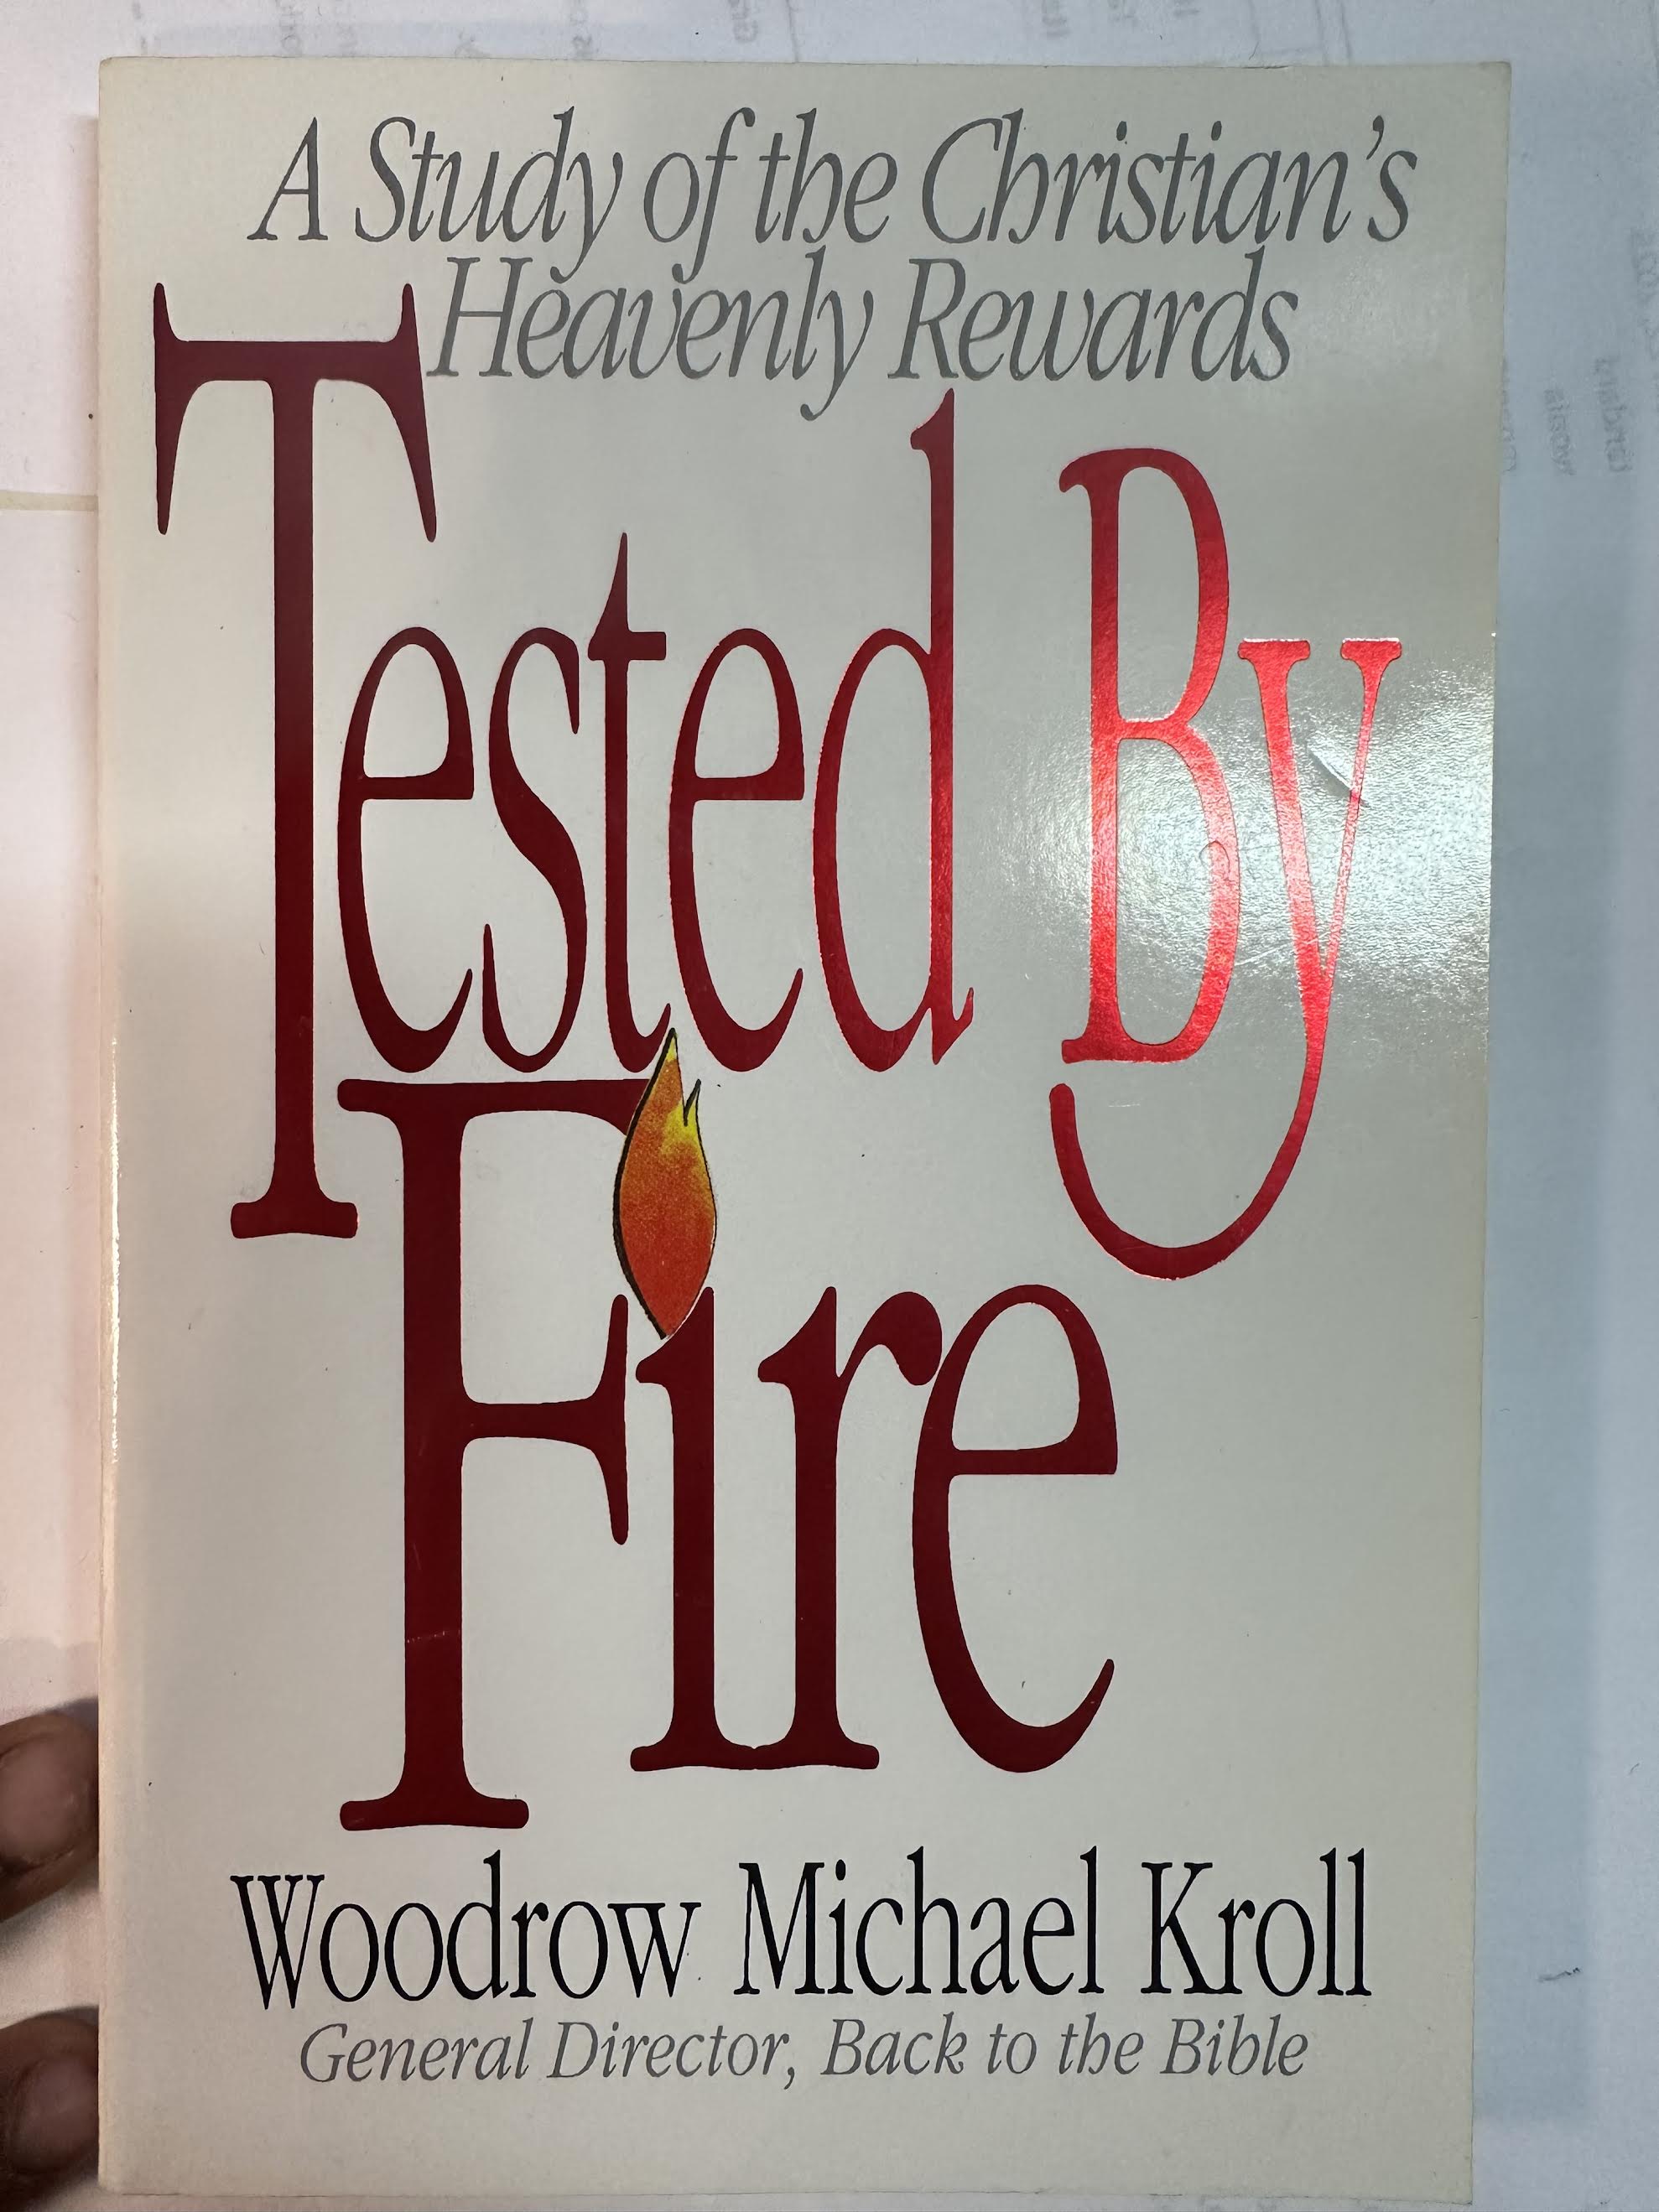 A Study of the Christian's
Heavenly Rewards
Tested By
Fire
Woodrow Michael Kroll
General Director, Back to the Bible